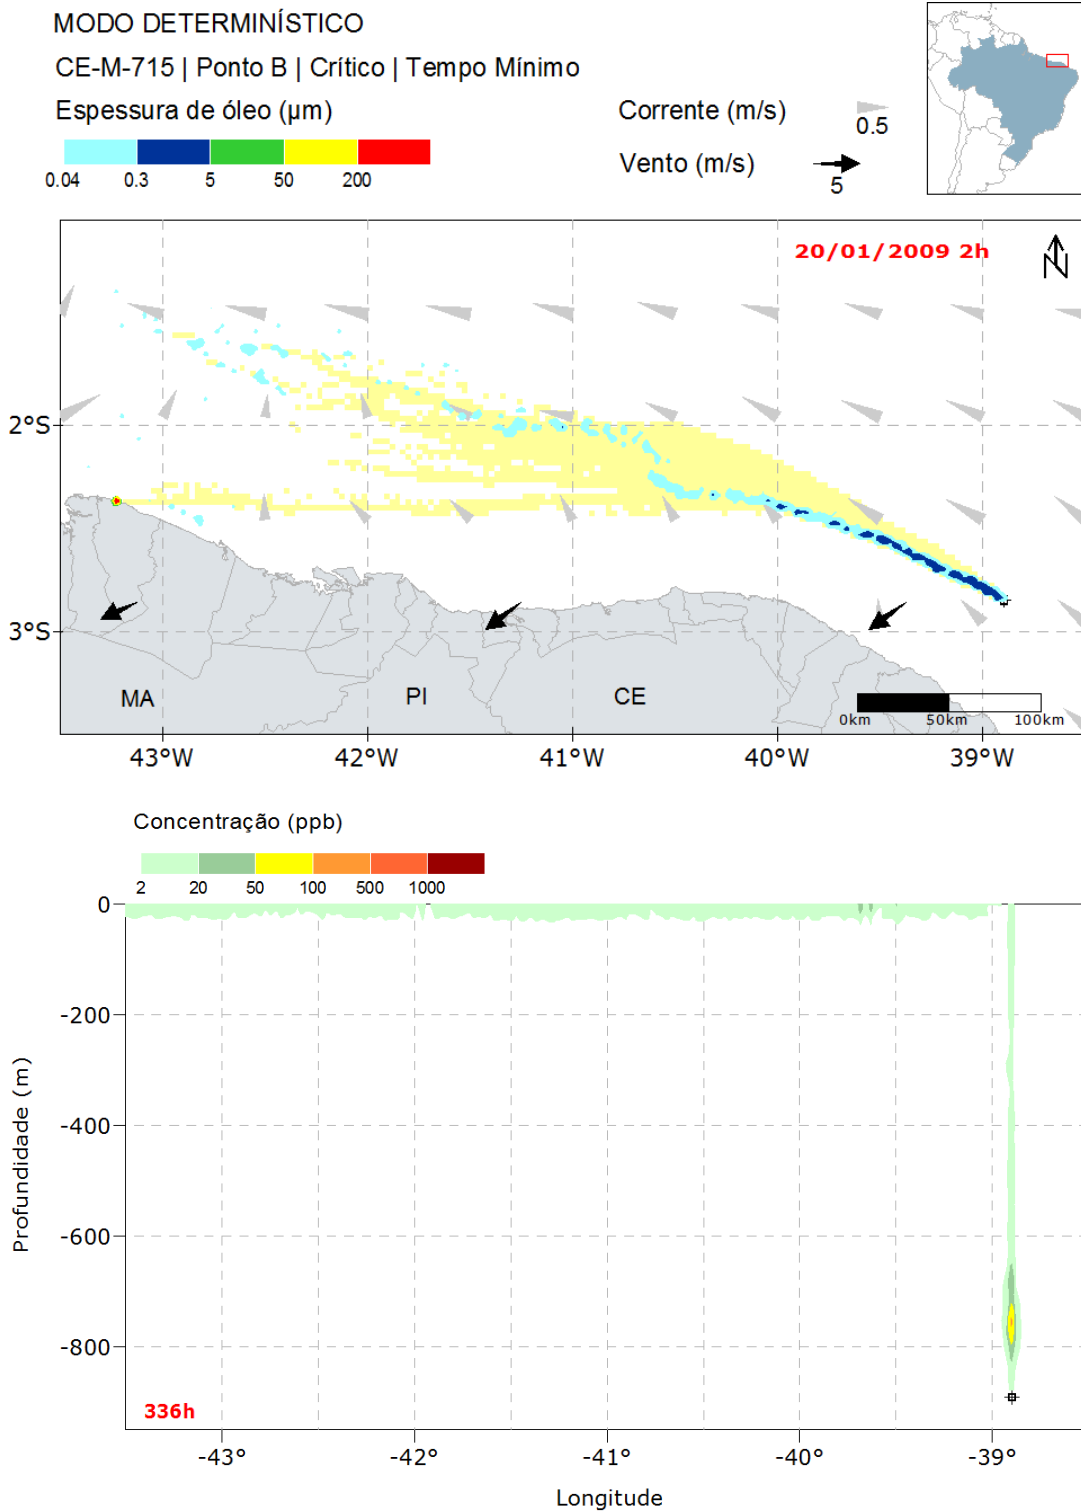 MODO DETERMINÍSTICO
CE-M-715 | Ponto B | Crítico | Tempo Mínimo
Espessura de óleo (µm)
0.04 0.3 5 50 200
Corrente (m/s)
0.5
Vento (m/s)
5
20/01/2009 2h
N
2°S
3°S
MA PI CE
0km 50km 100km
43°W 42°W 41°W 40°W 39°W
Concentração (ppb)
2 20 50 100 500 1000
0
-200
-400
-600
-800
Profundidade (m)
336h
-43° -42° -41° -40° -39°
Longitude